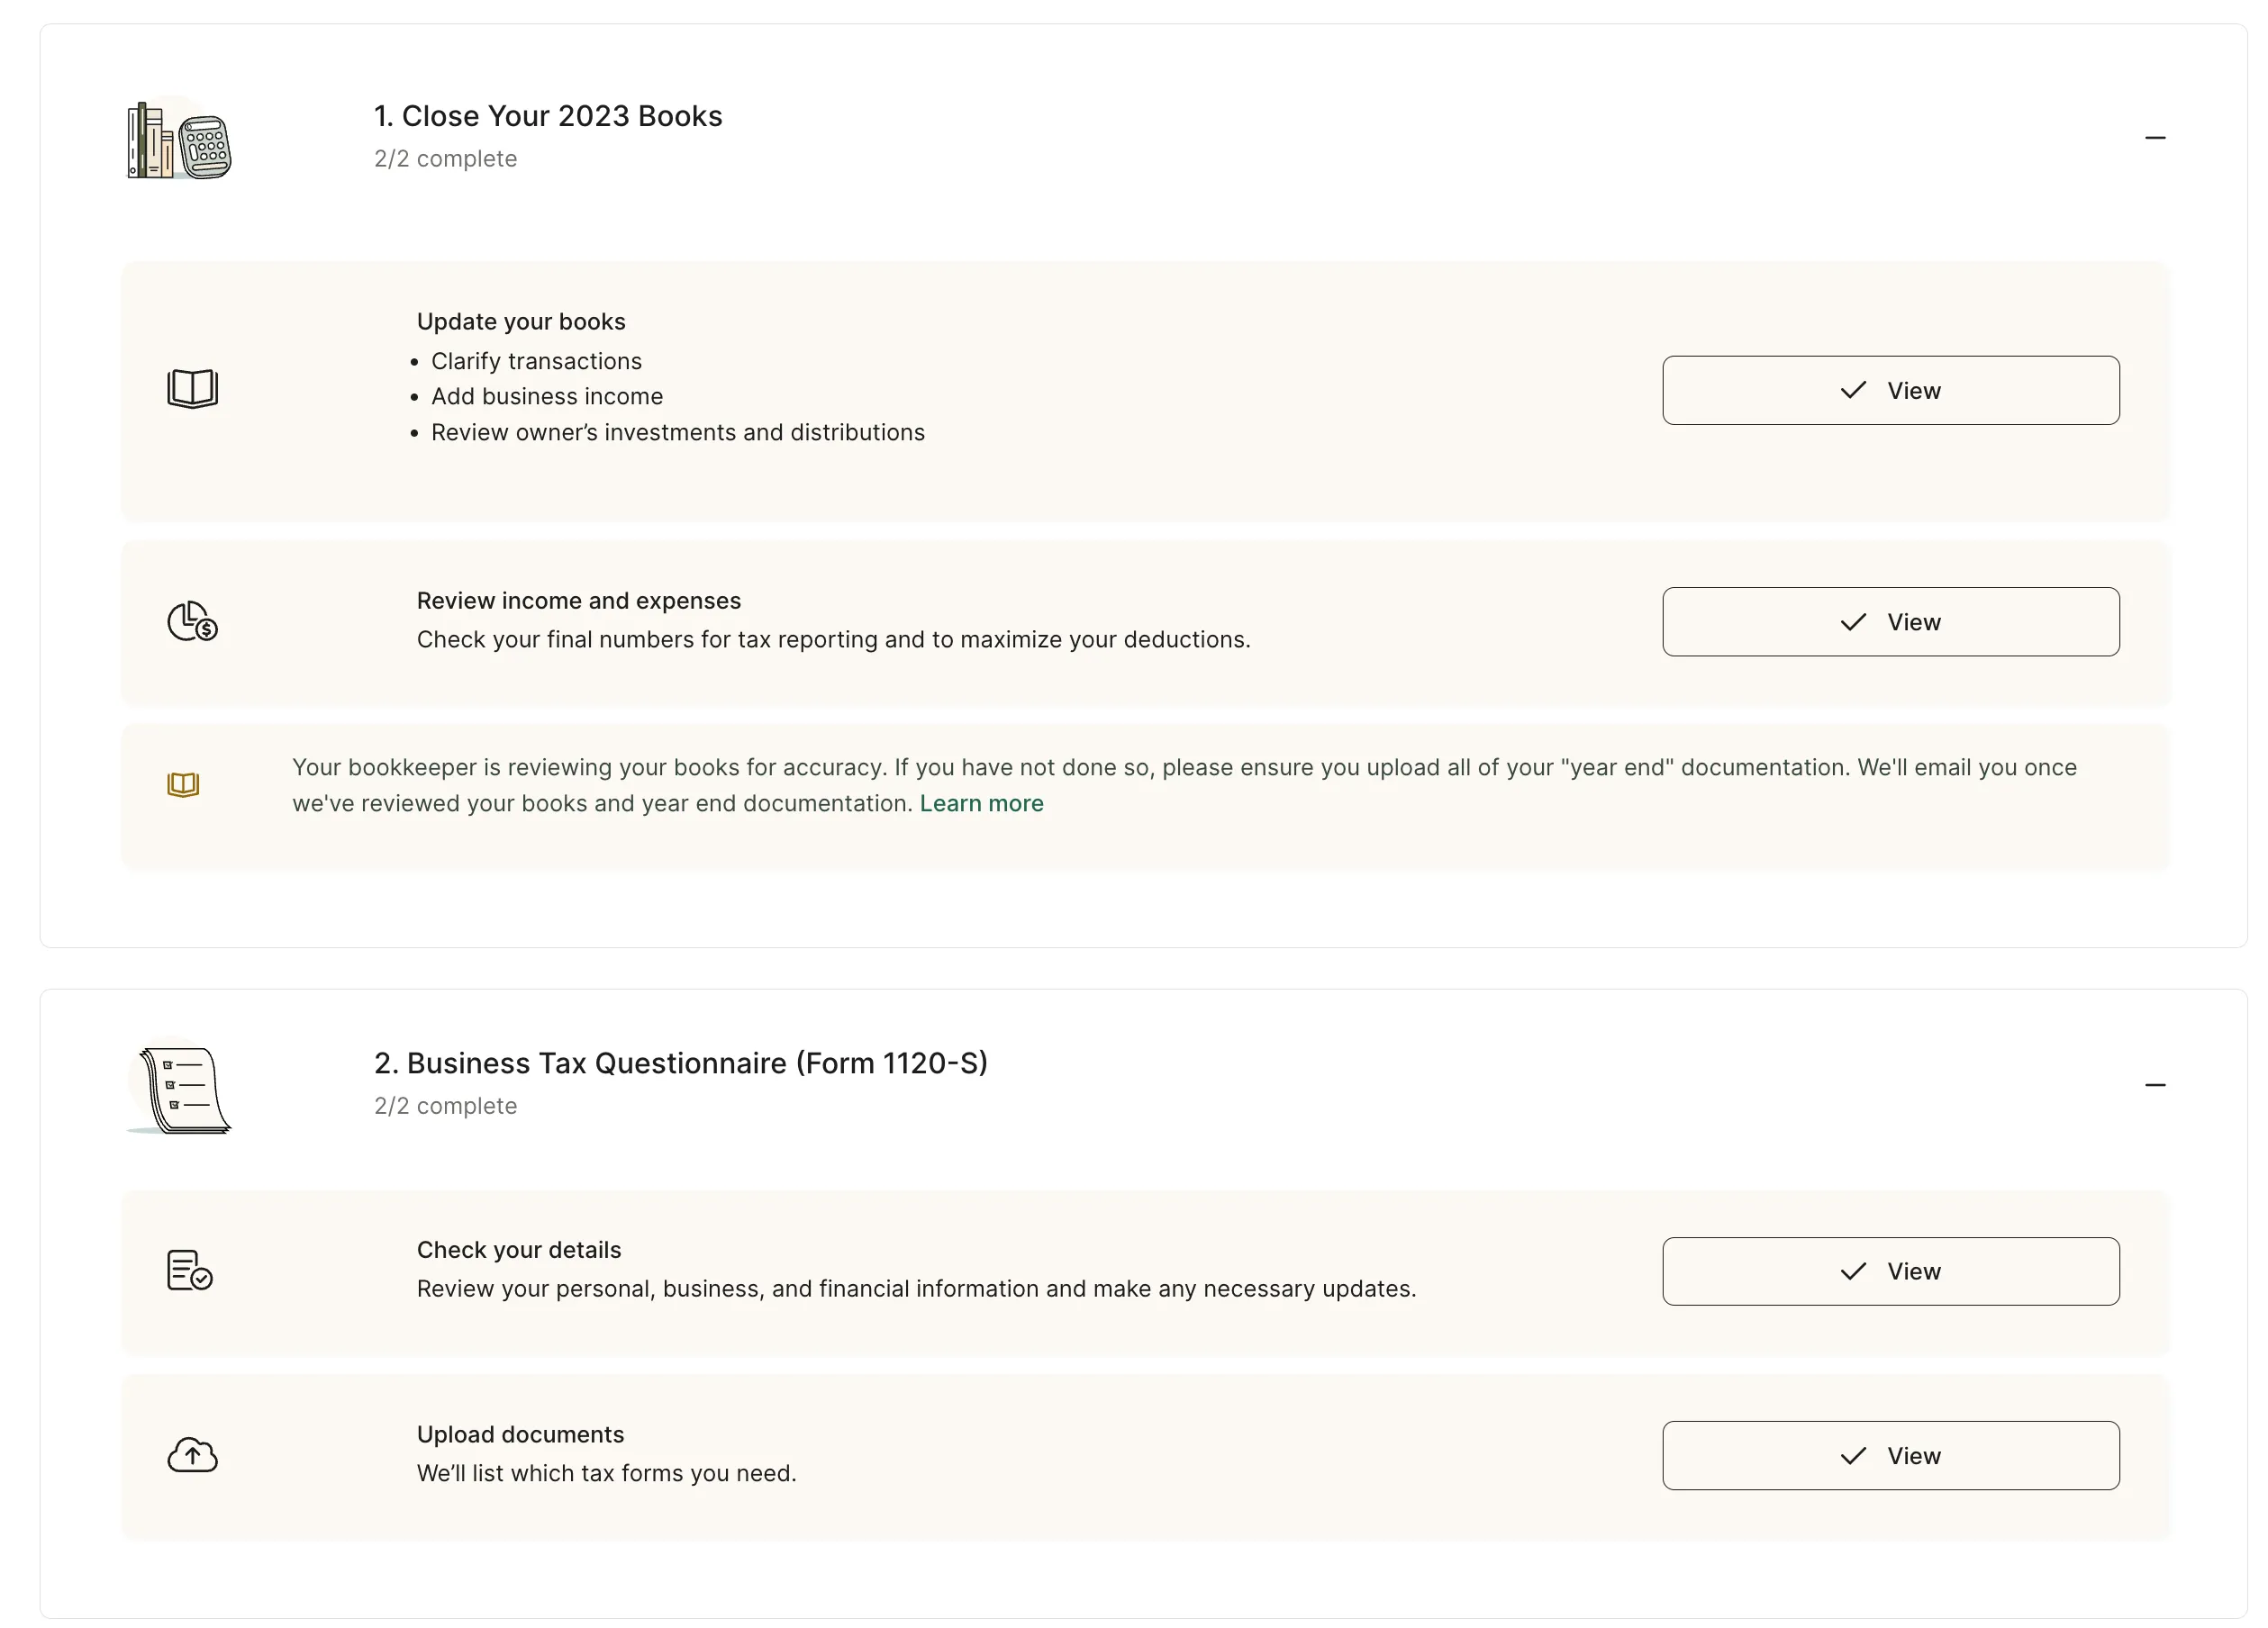 1. Close Your 2023 Books
2/2 complete
Update your books
• Clarify transactions
• Add business income
• Review owner’s investments and distributions
View
Review income and expenses
Check your final numbers for tax reporting and to maximize your deductions.
View
Your bookkeeper is reviewing your books for accuracy. If you have not done so, please ensure you upload all of your "year end" documentation. We'll email you once
we've reviewed your books and year end documentation. Learn more
2. Business Tax Questionnaire (Form 1120-S)
2/2 complete
Check your details
Review your personal, business, and financial information and make any necessary updates.
View
Upload documents
We’ll list which tax forms you need.
View